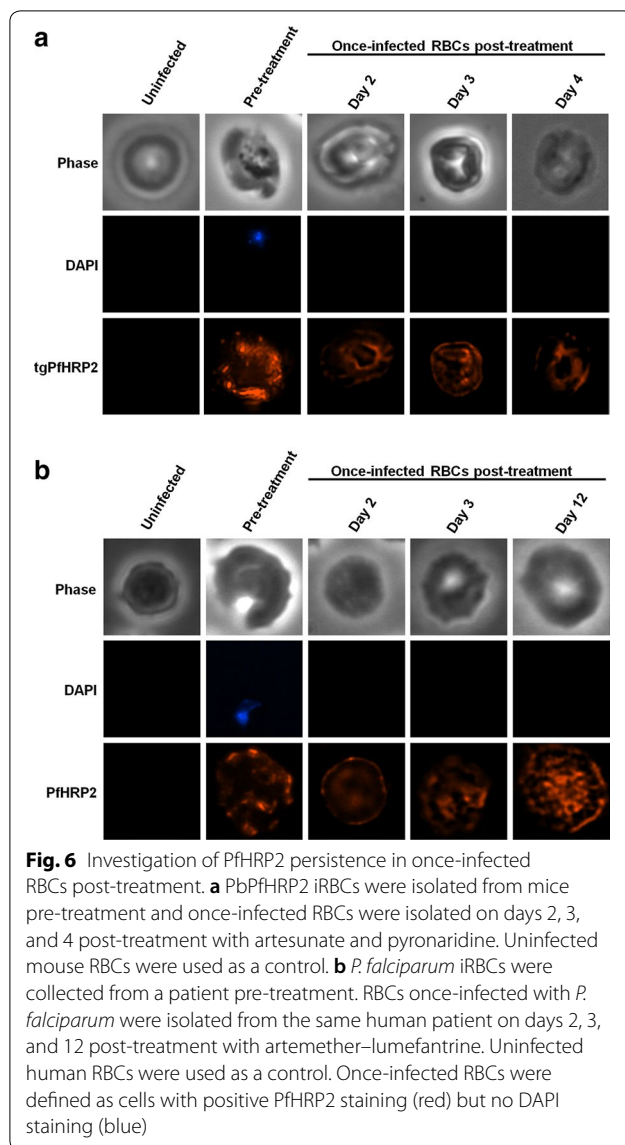 a
Once-infected RBCs post-treatment
Uninfected
Pre-treatment
Day 2
Day 3
Day 4
Phase
DAPI
tgPfHRP2
b
Once-infected RBCs post-treatment
Uninfected
Pre-treatment
Day 2
Day 3
Day 12
Phase
DAPI
PfHRP2
Fig. 6 Investigation of PfHRP2 persistence in once-infected
RBCs post-treatment. a PbPfHRP2 iRBCs were isolated from mice
pre-treatment and once-infected RBCs were isolated on days 2, 3,
and 4 post-treatment with artesunate and pyronaridine. Uninfected
mouse RBCs were used as a control. b P. falciparum iRBCs were
collected from a patient pre-treatment. RBCs once-infected with P.
falciparum were isolated from the same human patient on days 2, 3,
and 12 post-treatment with artemether–lumefantrine. Uninfected
human RBCs were used as a control. Once-infected RBCs were
defined as cells with positive PfHRP2 staining (red) but no DAPI
staining (blue)